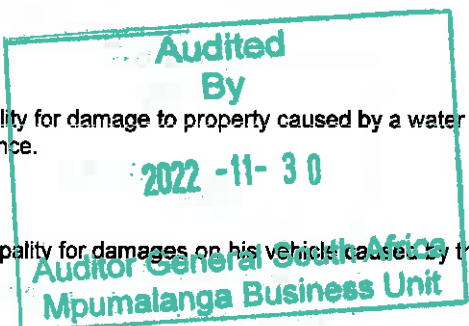 Audited
By
lity for damage to property caused by a water
nce.
2022 -11- 30
pality for damages on his vehicle caused by th
Auditor General South Africa
Mpumalanga Business Unit